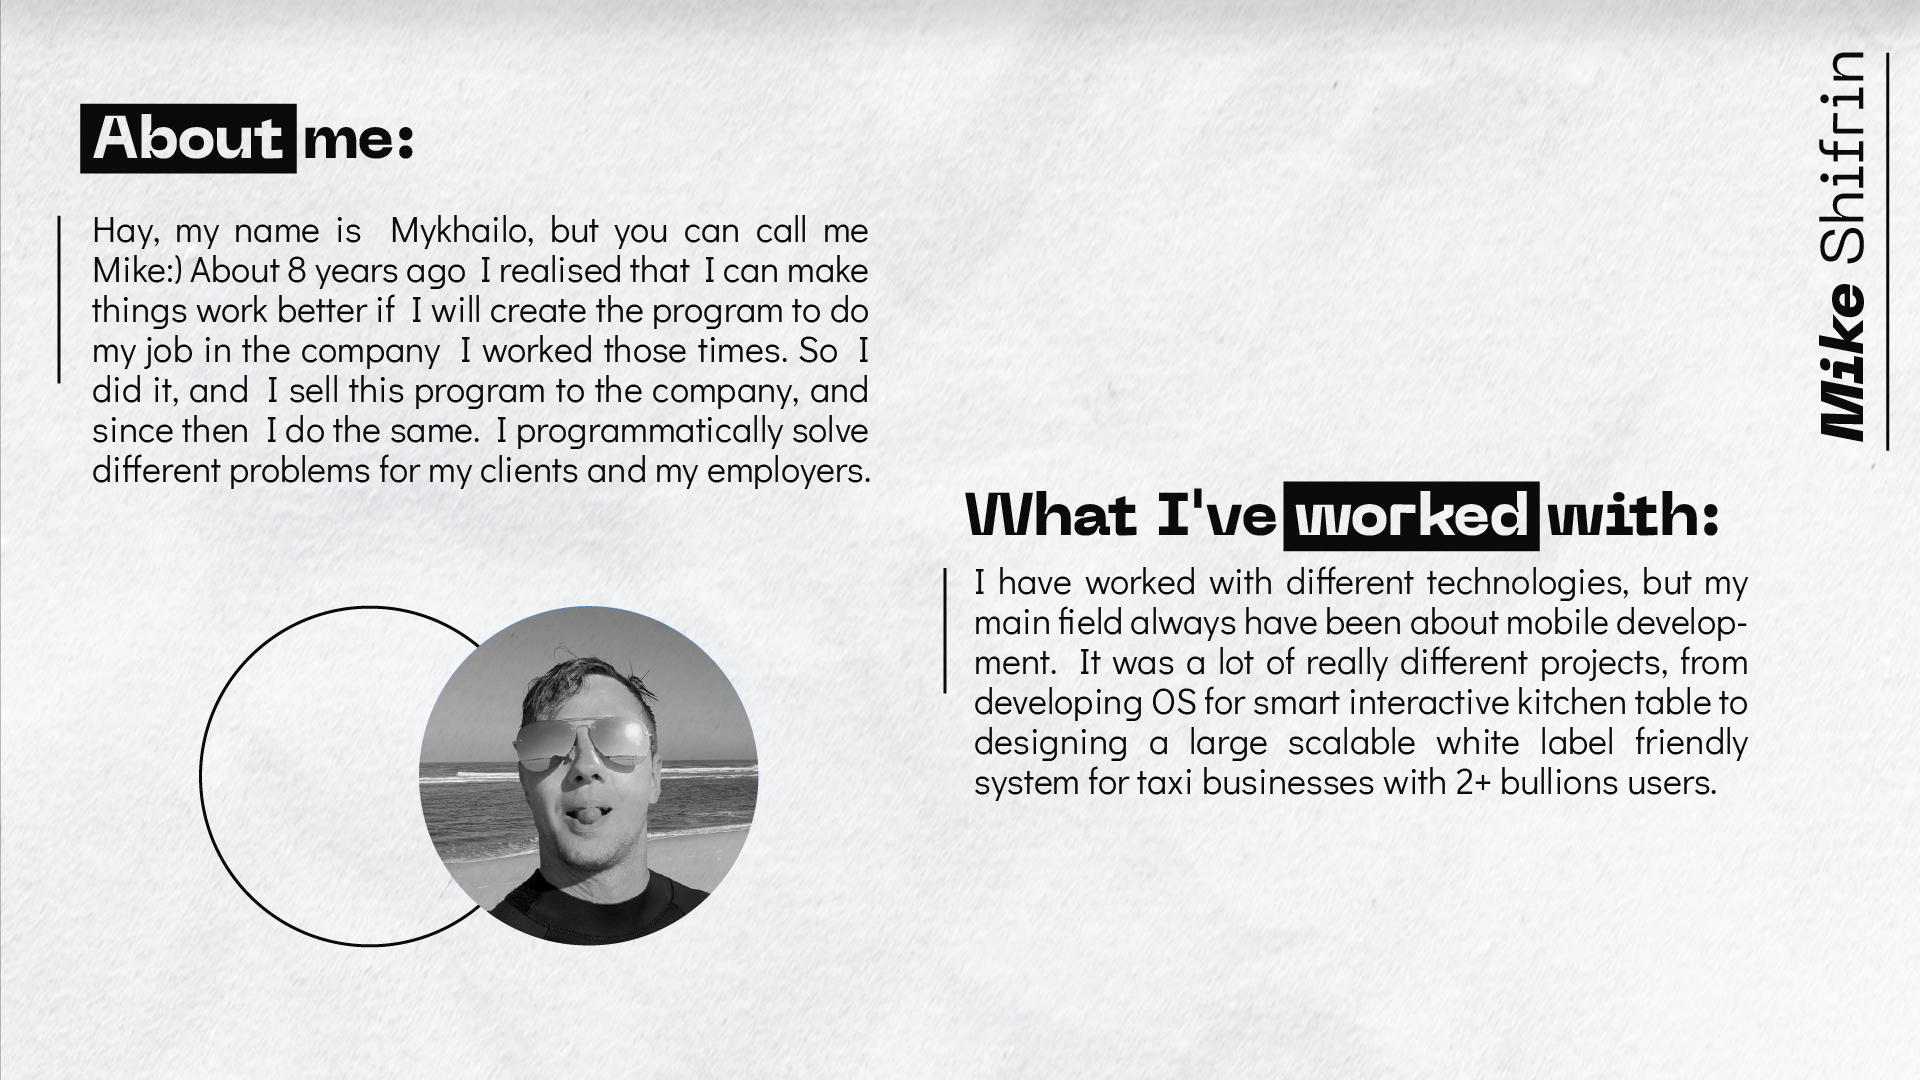 About me:
Hay, my name is Mykhailo, but you can call me
Mike:) About 8 years ago I realised that I can make
things work better if I will create the program to do
my job in the company I worked those times. So I
did it, and I sell this program to the company, and
since then I do the same. I programmatically solve
different problems for my clients and my employers.
What I've worked with:
I have worked with different technologies, but my
main field always have been about mobile develop-
ment. It was a lot of really different projects, from
developing OS for smart interactive kitchen table to
designing a large scalable white label friendly
system for taxi businesses with 2+ bullions users.
Mike Shifrin